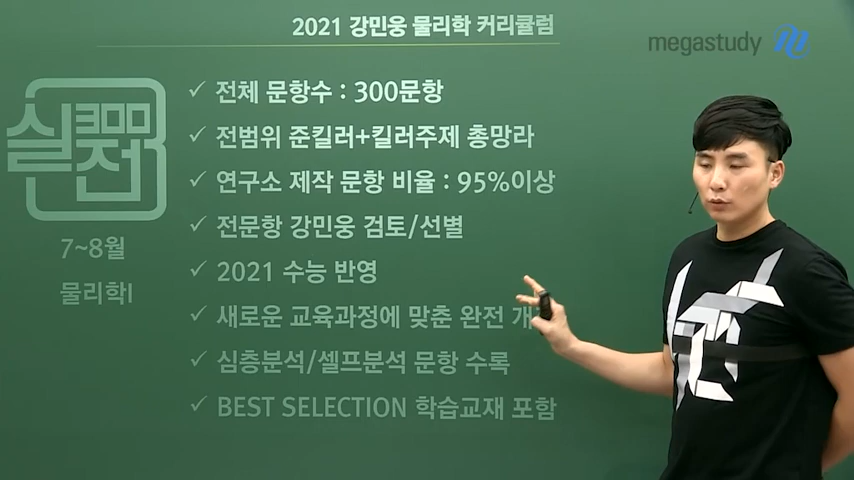 2021 강민웅 물리학 커리큘럼
megastudy
실전 300
7~8월
물리학I
✓ 전체 문항수 : 300문항
✓ 전범위 준킬러+킬러주제 총망라
✓ 연구소 제작 문항 비율 : 95%이상
✓ 전문항 강민웅 검토/선별
✓ 2021 수능 반영
✓ 새로운 교육과정에 맞춘 완전 개
✓ 심층분석/셀프분석 문항 수록
✓ BEST SELECTION 학습교재 포함